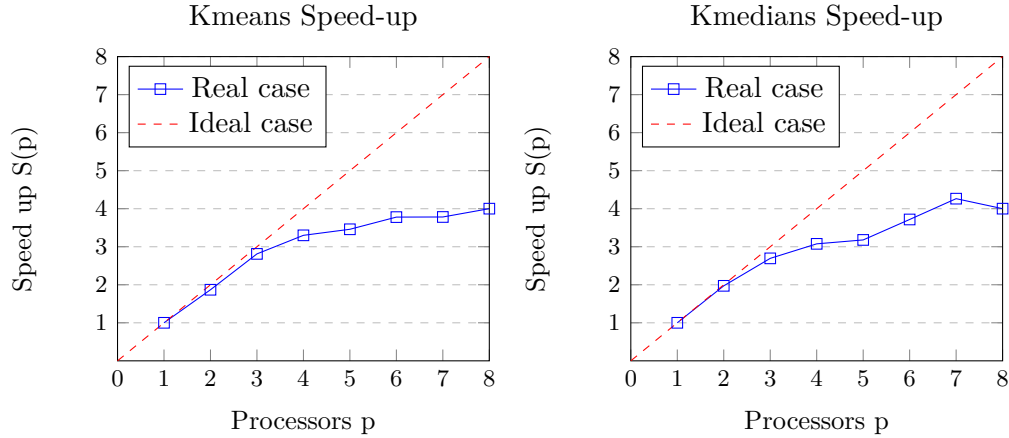 Kmeans Speed-up
8
7
6
5
4
3
2
1
Speed up S(p)
Real case
Ideal case
0 1 2 3 4 5 6 7 8
Processors p
Kmedians Speed-up
8
7
6
5
4
3
2
1
Speed up S(p)
Real case
Ideal case
0 1 2 3 4 5 6 7 8
Processors p